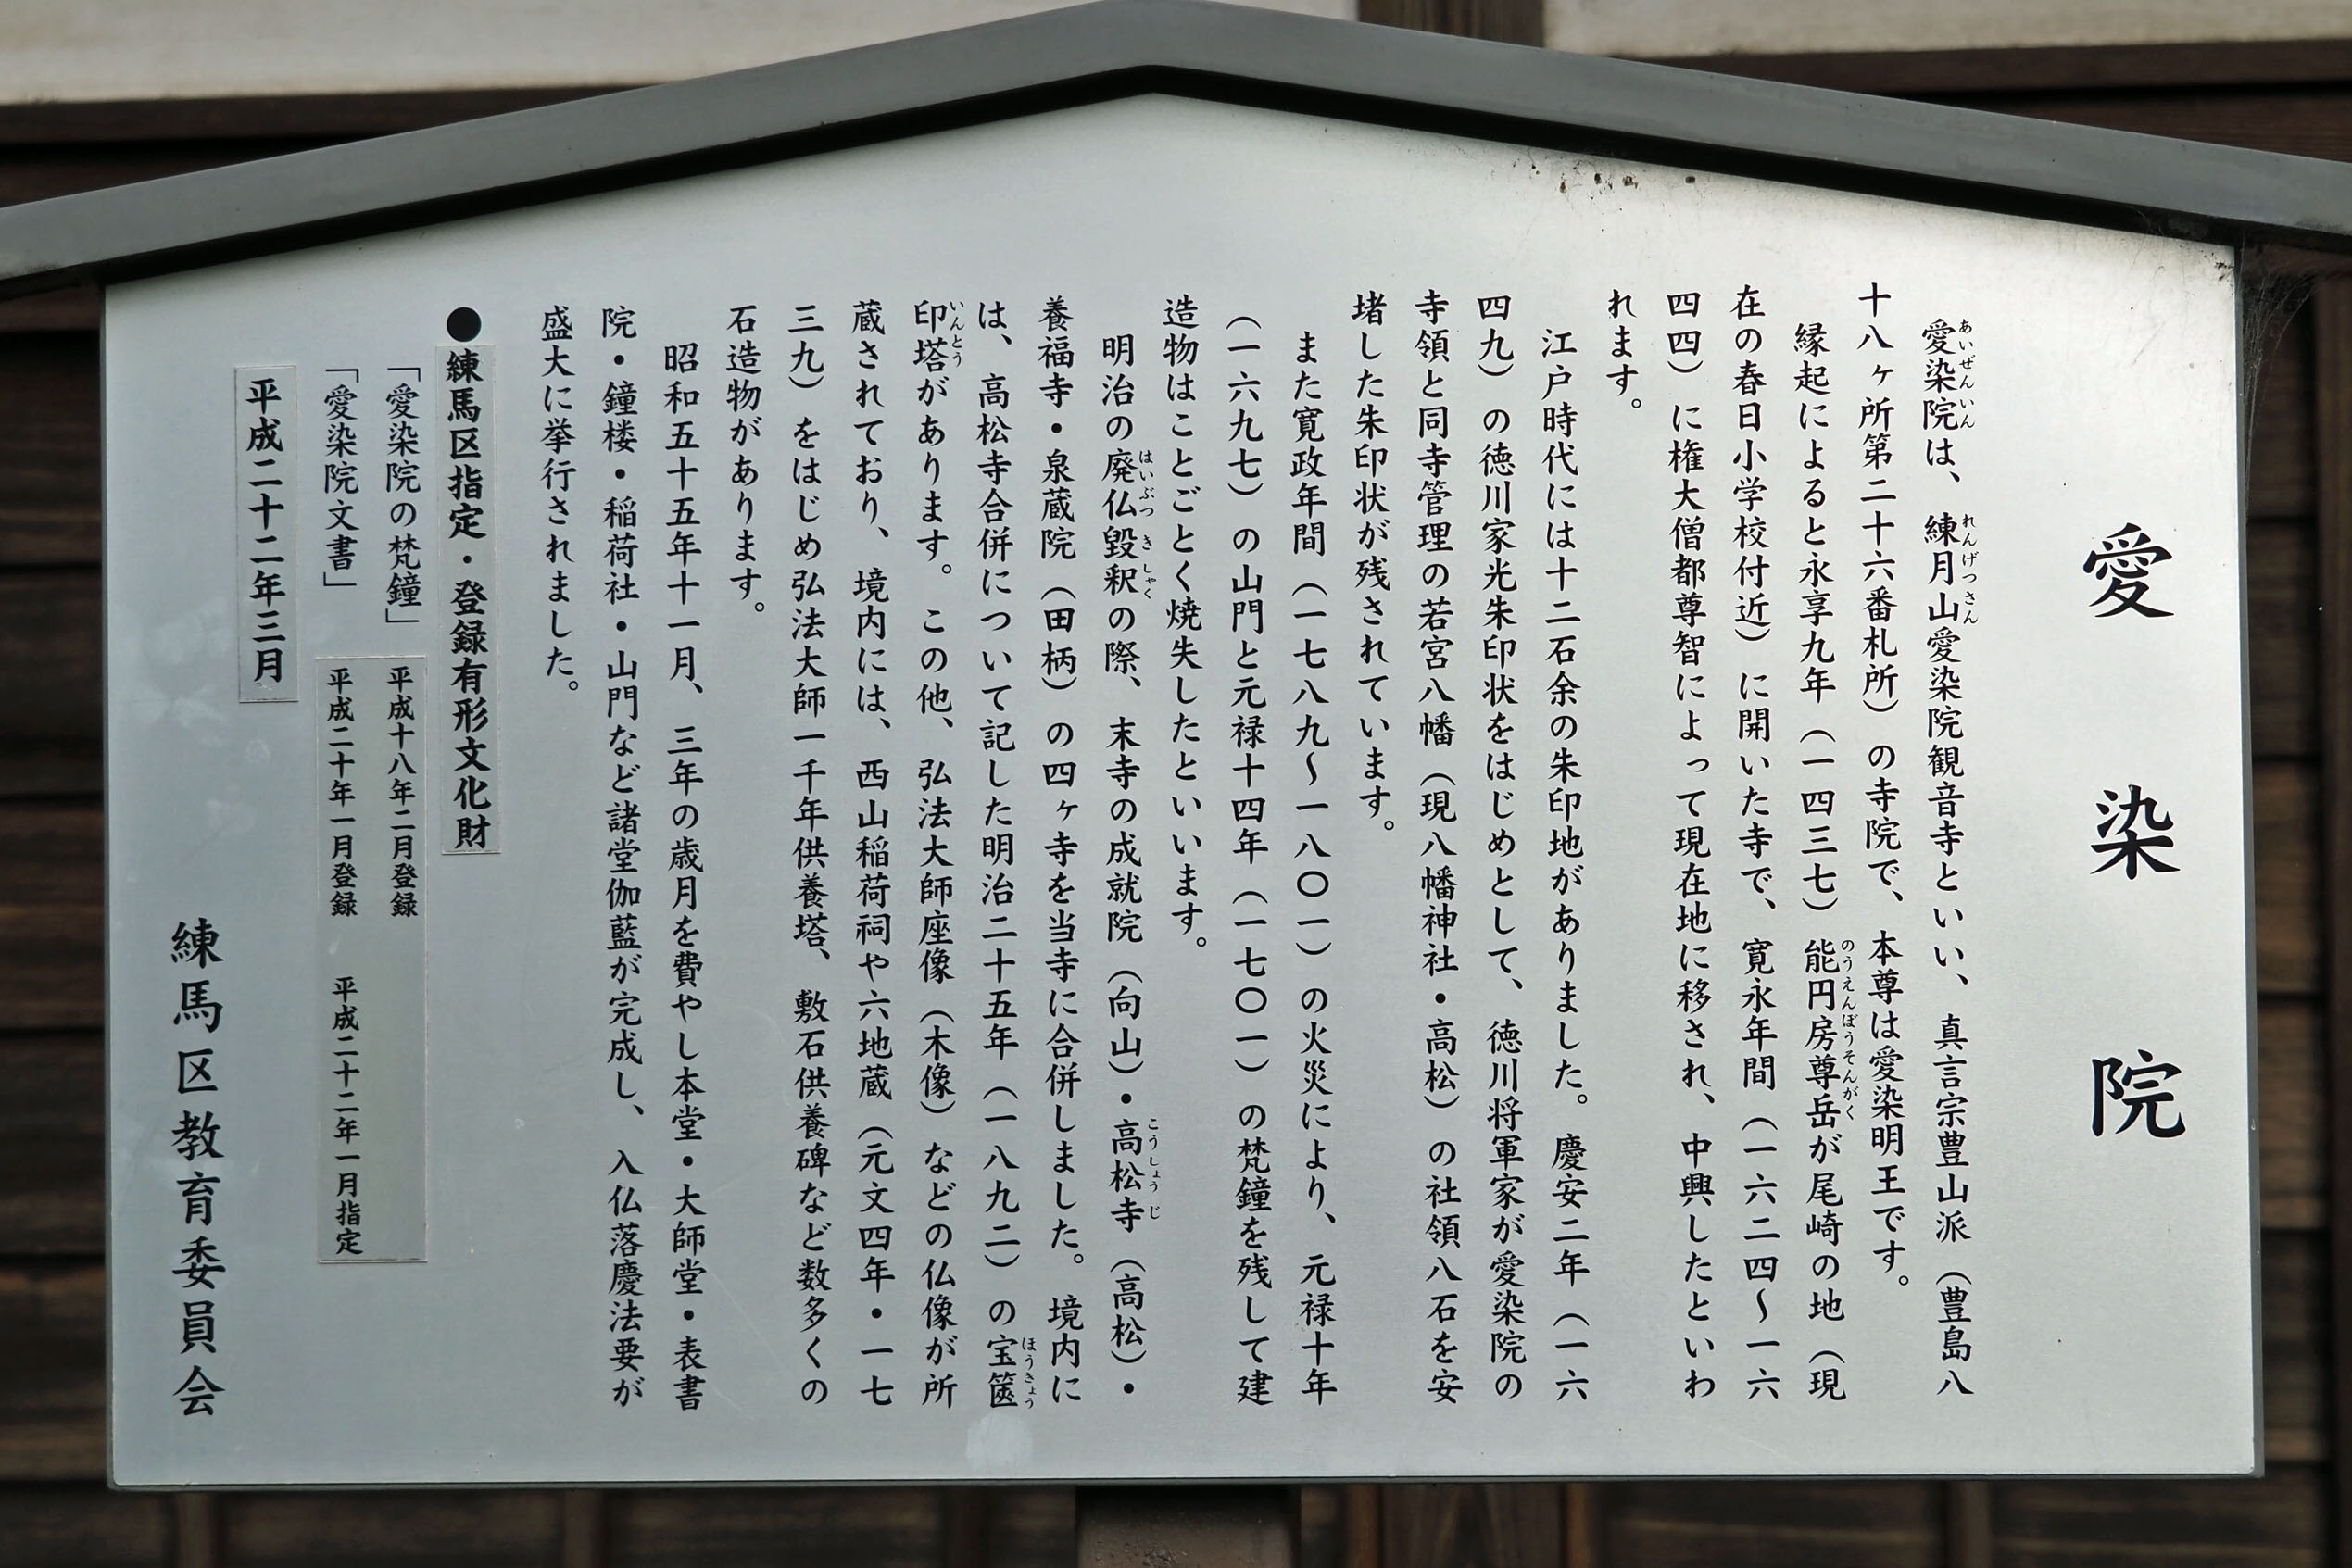 愛染院
愛染院は、練月山愛染院観音寺といい、真言宗豊山派（豊島八
十八ヶ所第二十六番札所）の寺院で、本尊は愛染明王です。
縁起によると永享九年（一四三七）能円房尊岳が尾崎の地（現
在の春日小学校付近）に開いた寺で、寛永年間（一六二四〜一六
四四）に権大僧都尊智によって現在地に移され、中興したといわ
れます。
江戸時代には十二石余の朱印地がありました。慶安二年（一六
四九）の徳川家光朱印状をはじめとして、徳川将軍家が愛染院の
寺領と同寺管理の若宮八幡（現八幡神社・高松）の社領八石を安
堵した朱印状が残されています。
また寛政年間（一七八九〜一八〇一）の火災により、元禄十年
（一六九七）の山門と元禄十四年（一七〇一）の梵鐘を残して建
造物はことごとく焼失したといいます。
明治の廃仏毀釈の際、末寺の成就院（向山）・高松寺（高松）・
養福寺・泉蔵院（田柄）の四ヶ寺を当寺に合併しました。境内に
は、高松寺合併について記した明治二十五年（一八九二）の宝篋
印塔があります。この他、弘法大師座像（木像）などの仏像が所
蔵されており、境内には、西山稲荷祠や六地蔵（元文四年・一七
三九）をはじめ弘法大師一千年供養塔、敷石供養碑など数多くの
石造物があります。
昭和五十五年十一月、三年の歳月を費やし本堂・大師堂・表書
院・鐘楼・稲荷社・山門など諸堂伽藍が完成し、入仏落慶法要が
盛大に挙行されました。
●練馬区指定・登録有形文化財
「愛染院の梵鐘」 平成十八年二月登録
「愛染院文書」 平成二十年一月登録 平成二十二年一月指定
平成二十二年三月
練馬区教育委員会